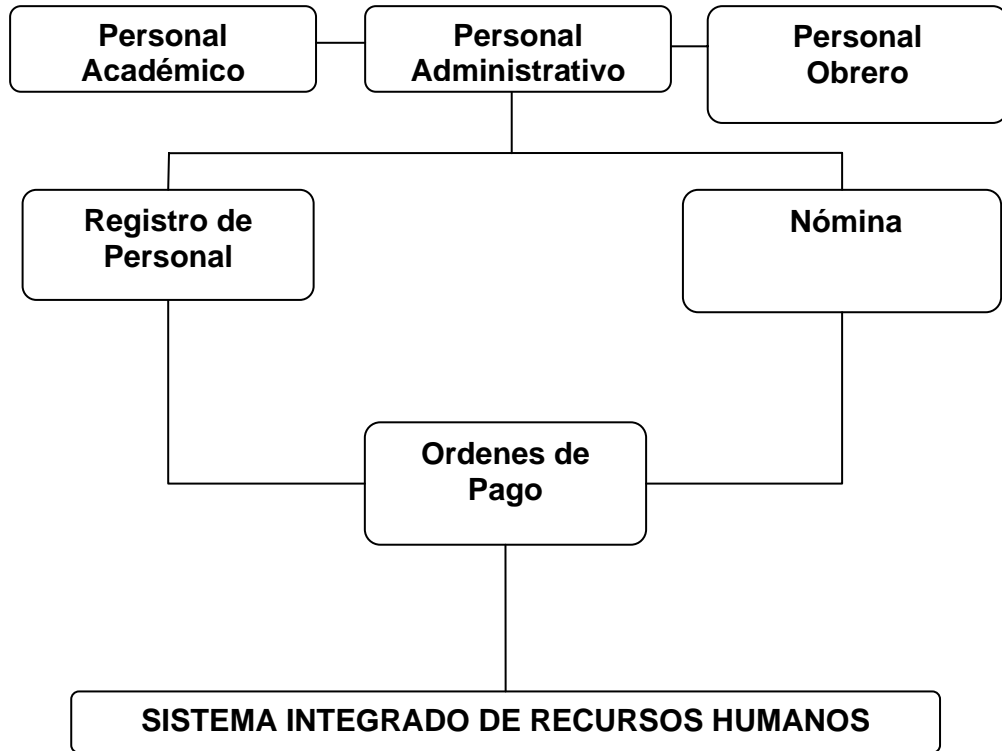 Personal
Académico
Personal
Administrativo
Personal
Obrero
Registro de
Personal
Nómina
Ordenes de
Pago
SISTEMA INTEGRADO DE RECURSOS HUMANOS